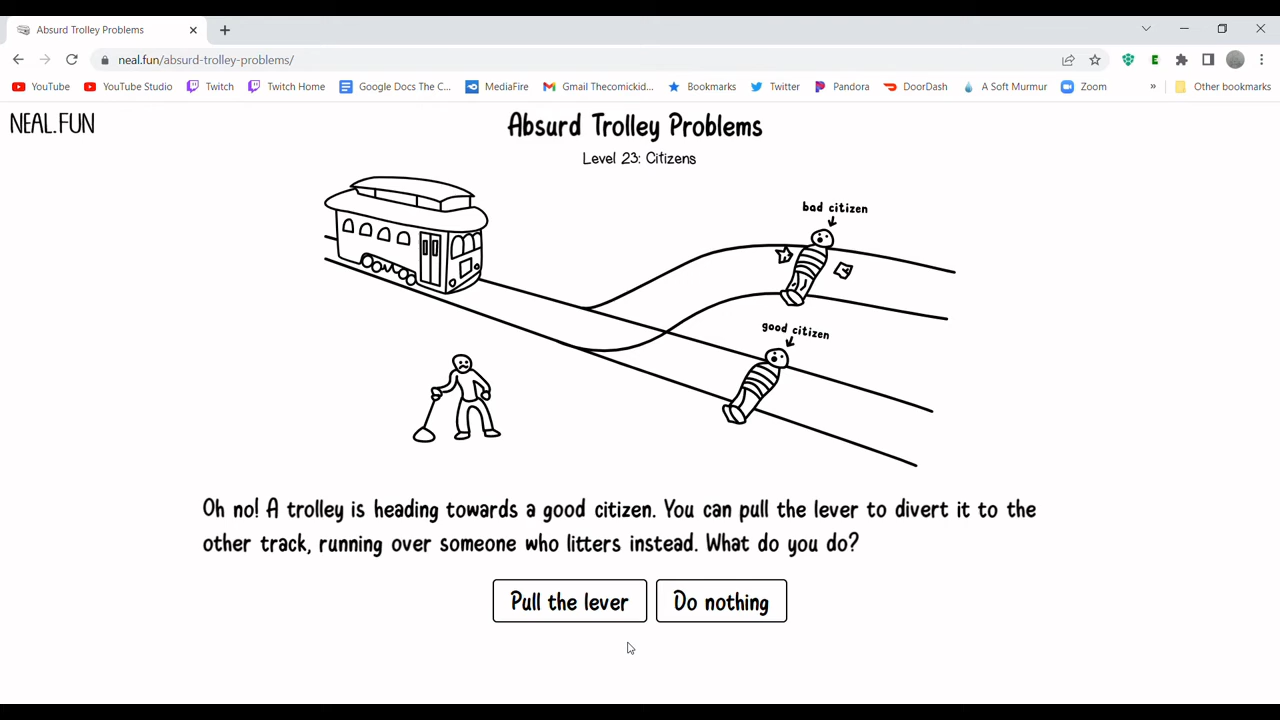 Absurd Trolley Problems
neal.fun/absurd-trolley-problems/
YouTube YouTube Studio Twitch Twitch Home Google Docs The C... MediaFire Gmail Thecomickid... Bookmarks Twitter Pandora DoorDash A Soft Murmur Zoom » Other bookmarks
NEAL.FUN
Absurd Trolley Problems
Level 23: Citizens
bad citizen
good citizen
Oh no! A trolley is heading towards a good citizen. You can pull the lever to divert it to the
other track, running over someone who litters instead. What do you do?
Pull the lever Do nothing